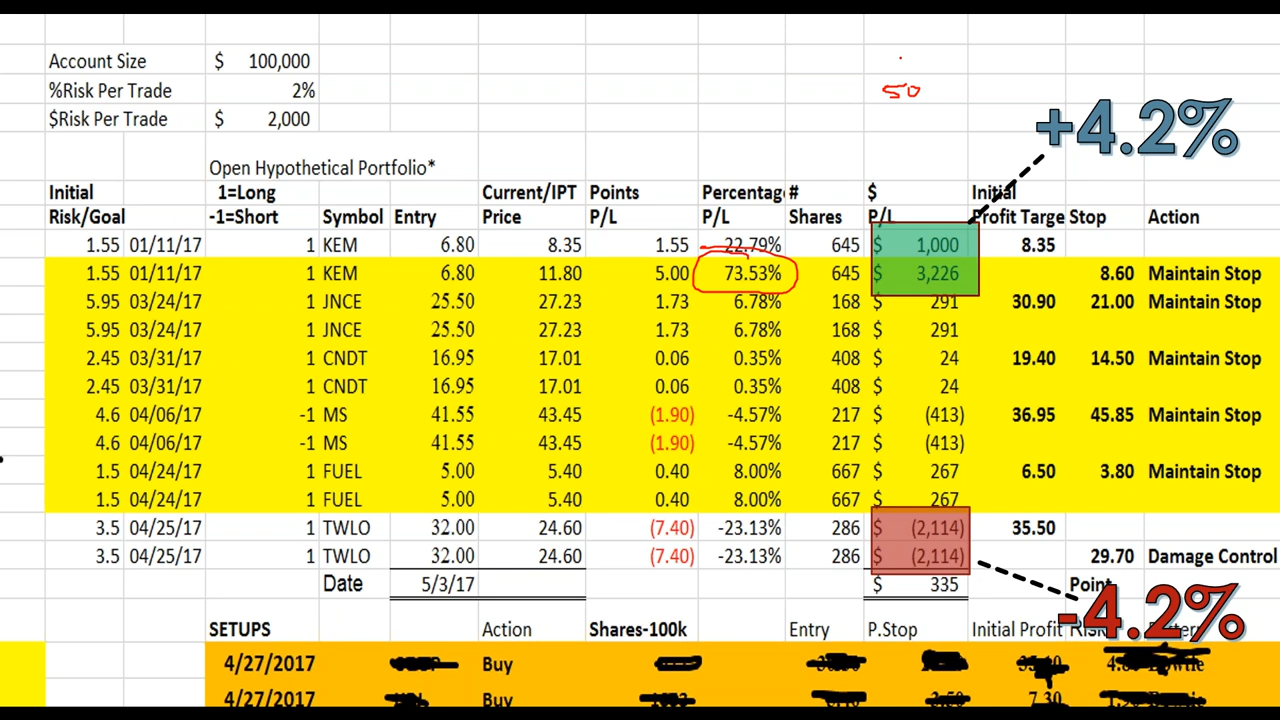 Account Size $ 100,000
%Risk Per Trade 2% 50
$Risk Per Trade $ 2,000
+4.2%
Open Hypothetical Portfolio*
Initial 1=Long Current/IPT Points Percentag # $ Initial
Risk/Goal -1=Short Symbol Entry Price P/L P/L Shares P/L Profit Targe Stop Action
1.55 01/11/17 1 KEM 6.80 8.35 1.55 22.79% 645 $ 1,000 8.35
1.55 01/11/17 1 KEM 6.80 11.80 5.00 73.53% 645 $ 3,226 8.60 Maintain Stop
5.95 03/24/17 1 JNCE 25.50 27.23 1.73 6.78% 168 $ 291 30.90 21.00 Maintain Stop
5.95 03/24/17 1 JNCE 25.50 27.23 1.73 6.78% 168 $ 291
2.45 03/31/17 1 CNDT 16.95 17.01 0.06 0.35% 408 $ 24 19.40 14.50 Maintain Stop
2.45 03/31/17 1 CNDT 16.95 17.01 0.06 0.35% 408 $ 24
4.6 04/06/17 -1 MS 41.55 43.45 (1.90) -4.57% 217 $ (413) 36.95 45.85 Maintain Stop
4.6 04/06/17 -1 MS 41.55 43.45 (1.90) -4.57% 217 $ (413)
1.5 04/24/17 1 FUEL 5.00 5.40 0.40 8.00% 667 $ 267 6.50 3.80 Maintain Stop
1.5 04/24/17 1 FUEL 5.00 5.40 0.40 8.00% 667 $ 267
3.5 04/25/17 1 TWLO 32.00 24.60 (7.40) -23.13% 286 $ (2,114) 35.50
3.5 04/25/17 1 TWLO 32.00 24.60 (7.40) -23.13% 286 $ (2,114) 29.70 Damage Control
Date 5/3/17 $ 335 Point
-4.2%
SETUPS Action Shares-100k Entry P.Stop Initial Profit
4/27/2017 Buy
4/27/2017 Buy 7.30